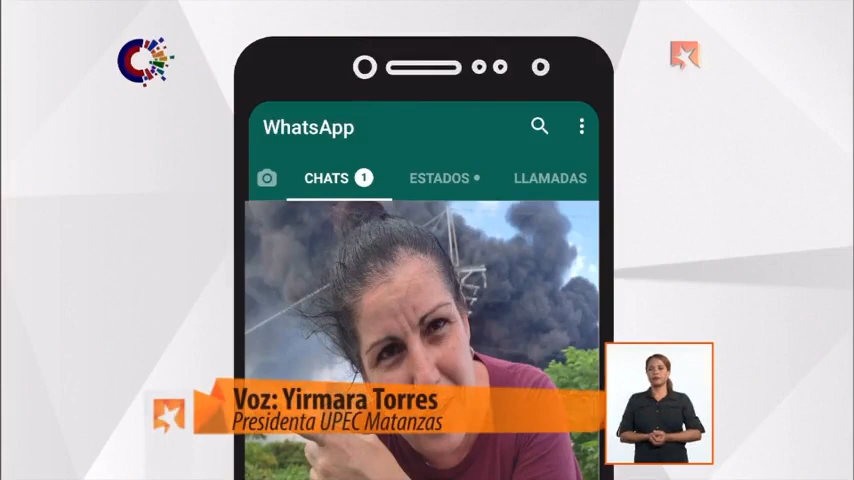 WhatsApp
CHATS 1 ESTADOS LLAMADAS
Voz: Yirmara Torres
Presidenta UPEC Matanzas